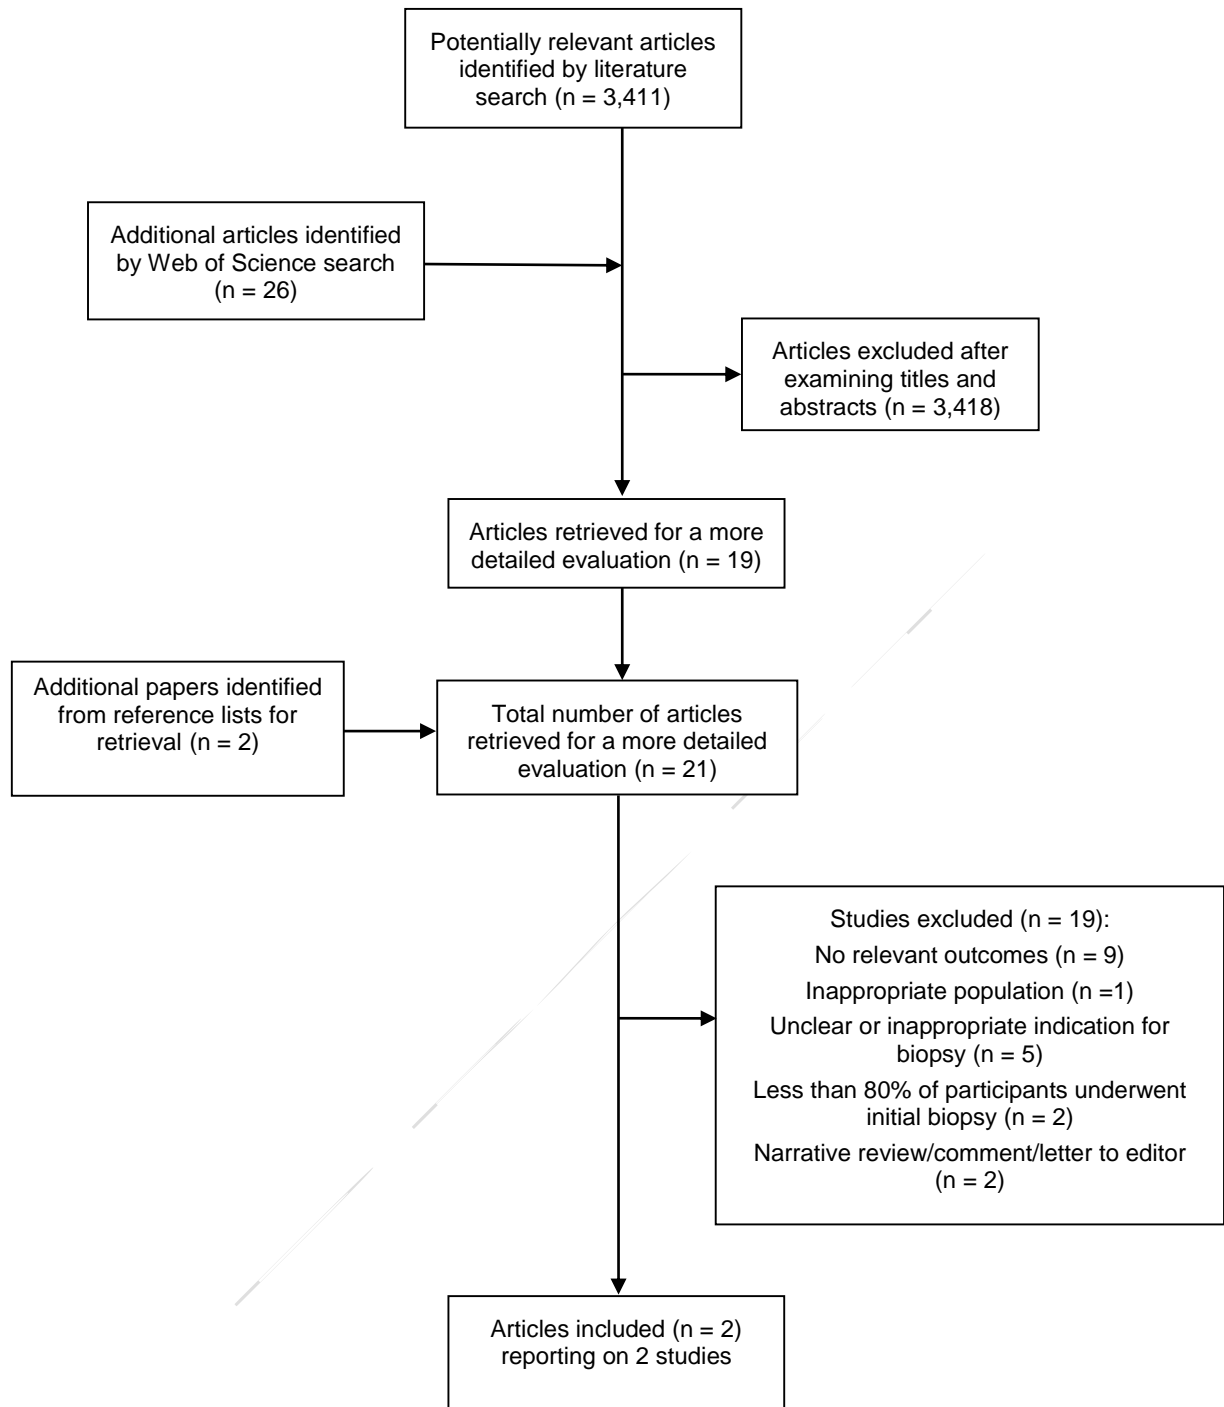 Potentially relevant articles
identified by literature
search (n = 3,411)
Additional articles identified
by Web of Science search
(n = 26)
Articles excluded after
examining titles and
abstracts (n = 3,418)
Articles retrieved for a more
detailed evaluation (n = 19)
Additional papers identified
from reference lists for
retrieval (n = 2)
Total number of articles
retrieved for a more detailed
evaluation (n = 21)
Studies excluded (n = 19):
No relevant outcomes (n = 9)
Inappropriate population (n =1)
Unclear or inappropriate indication for
biopsy (n = 5)
Less than 80% of participants underwent
initial biopsy (n = 2)
Narrative review/comment/letter to editor
(n = 2)
Articles included (n = 2)
reporting on 2 studies